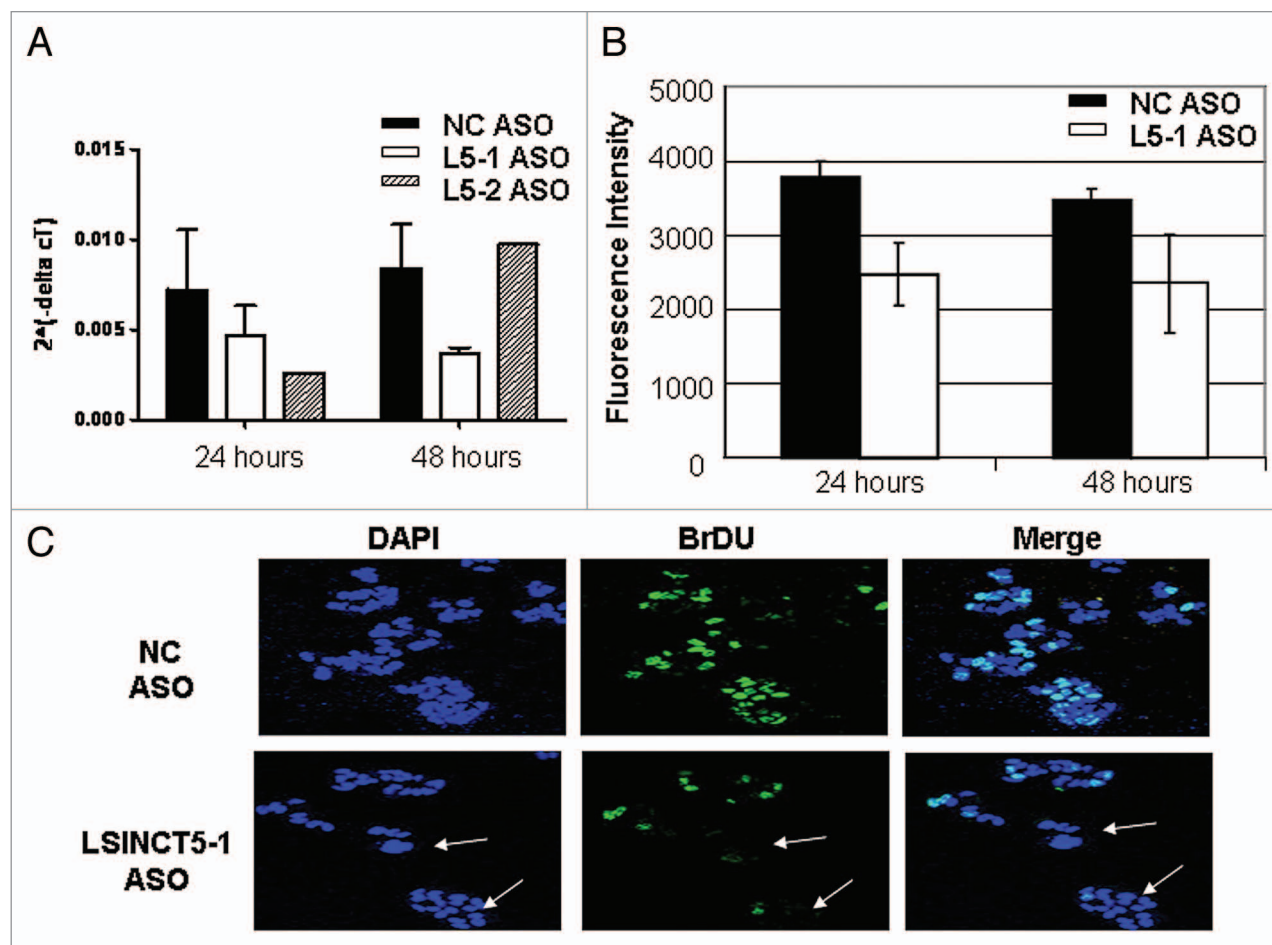 A
NC ASO
L5-1 ASO
L5-2 ASO
2^(-delta cT)
0.015
0.010
0.005
0.000
24 hours
48 hours
B
NC ASO
L5-1 ASO
Fluorescence Intensity
5000
4000
3000
2000
1000
0
24 hours
48 hours
C
DAPI
BrDU
Merge
NC
ASO
LSINCT5-1
ASO